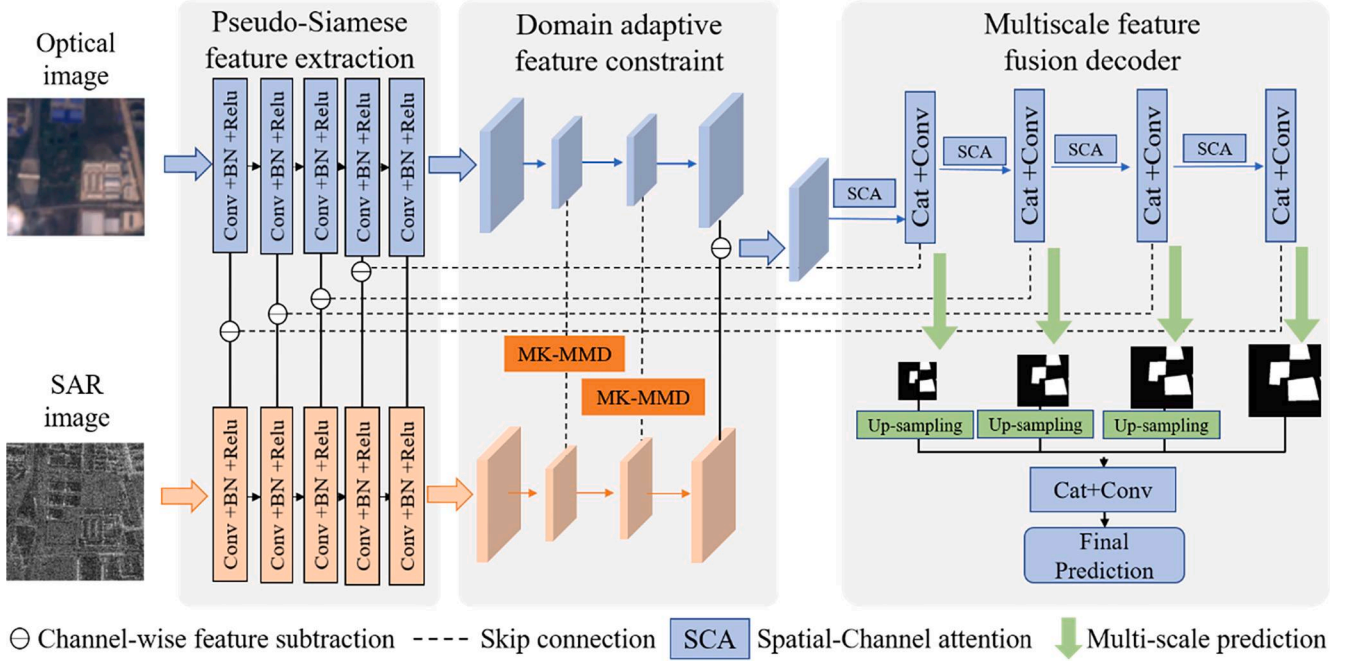 Optical
image
Pseudo-Siamese
feature extraction
Domain adaptive
feature constraint
Multiscale feature
fusion decoder
Conv +BN +Relu
Conv +BN +Relu
Conv +BN +Relu
Conv +BN +Relu
Conv +BN +Relu
SCA
Cat +Conv
SCA
Cat +Conv
SCA
Cat +Conv
SCA
Cat +Conv
MK-MMD
MK-MMD
SAR
image
Conv +BN +Relu
Conv +BN +Relu
Conv +BN +Relu
Conv +BN +Relu
Conv +BN +Relu
Up-sampling
Up-sampling
Up-sampling
Cat+Conv
Final
Prediction
Channel-wise feature subtraction
Skip connection
SCA
Spatial-Channel attention
Multi-scale prediction